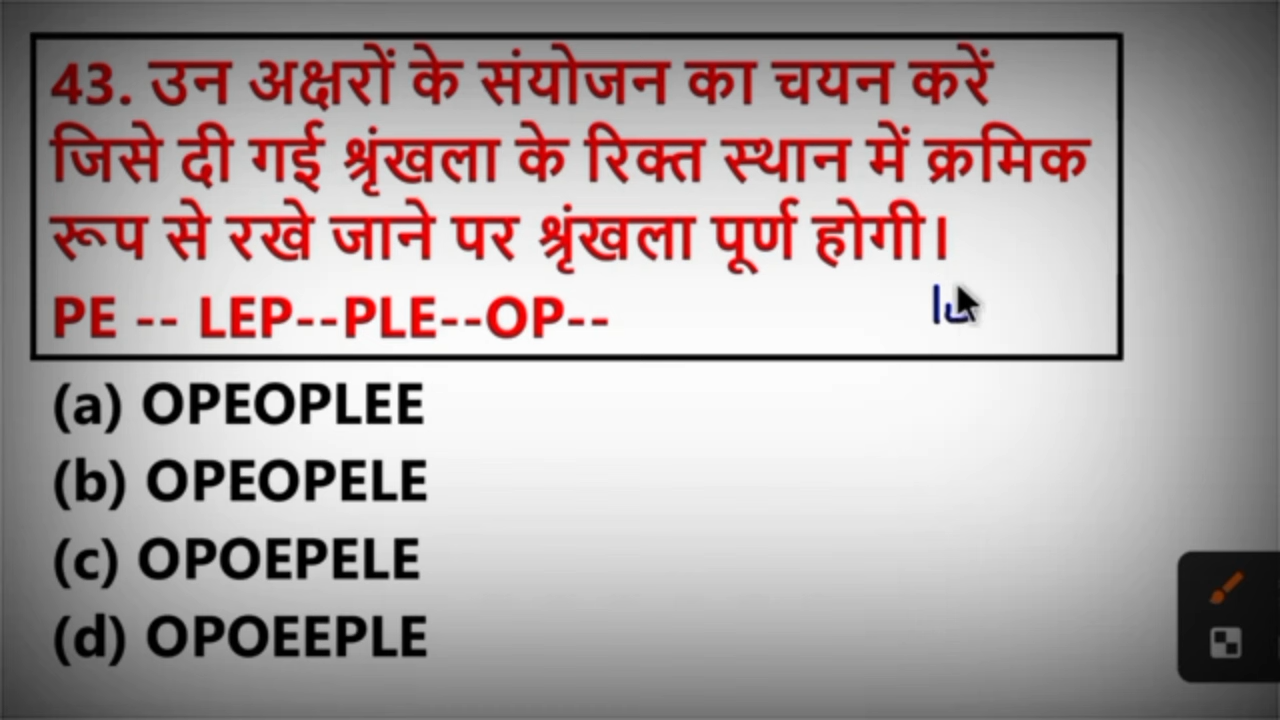 43. उन अक्षरों के संयोजन का चयन करें
जिसे दी गई श्रृंखला के रिक्त स्थान में क्रमिक
रूप से रखे जाने पर श्रृंखला पूर्ण होगी।
PE -- LEP--PLE--OP--
(a) OPEOPLEE
(b) OPEOPELE
(c) OPOEPELE
(d) OPOEEPLE